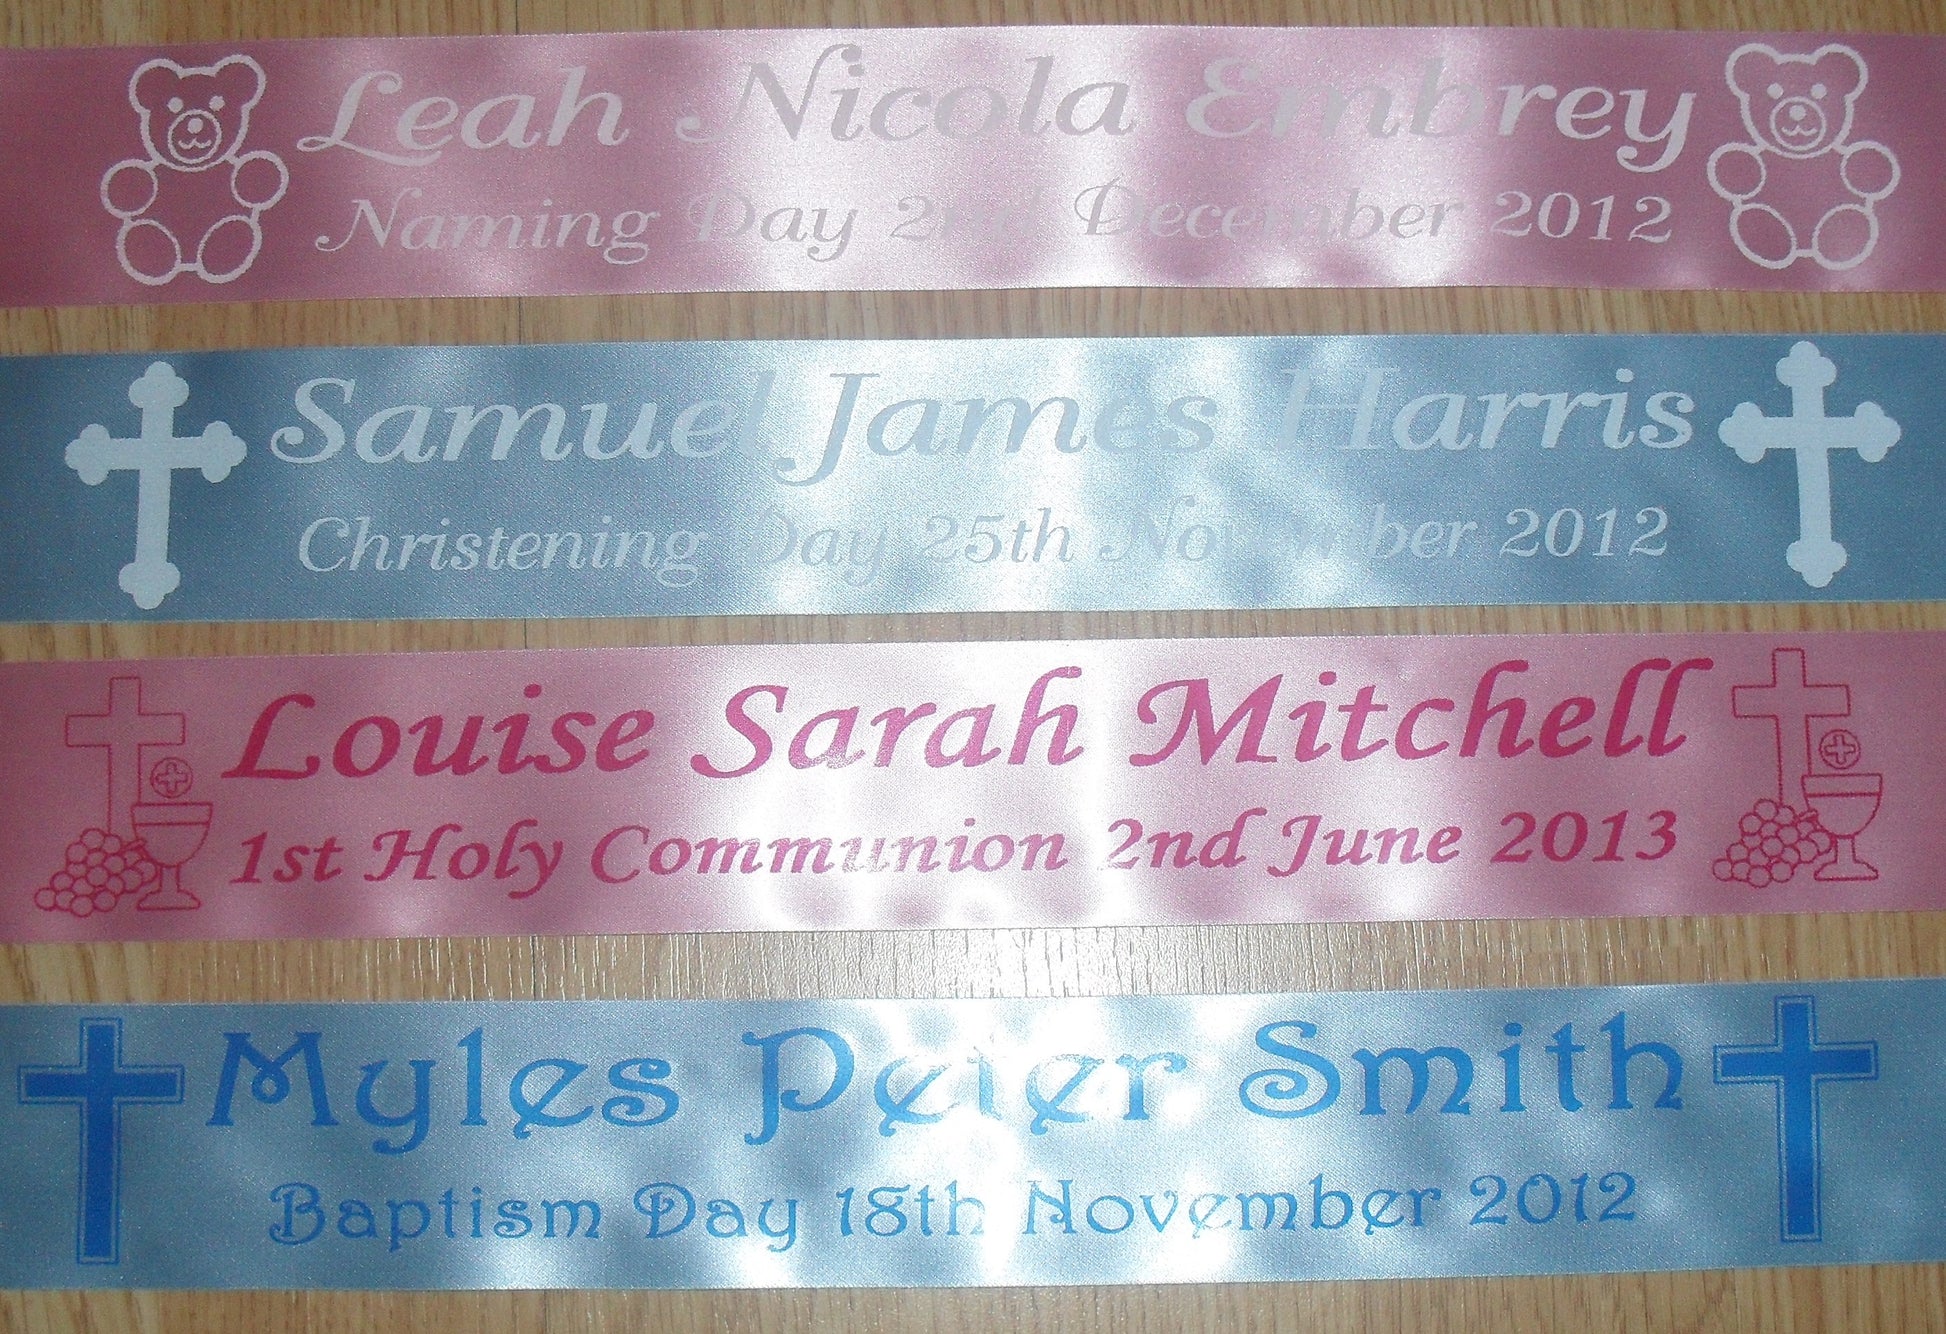 Leah Nicola Embrey
Naming Day 2nd December 2012
Samuel James Harris
Christening Day 25th November 2012
Louise Sarah Mitchell
1st Holy Communion 2nd June 2013
Myles Peter Smith
Baptism Day 18th November 2012